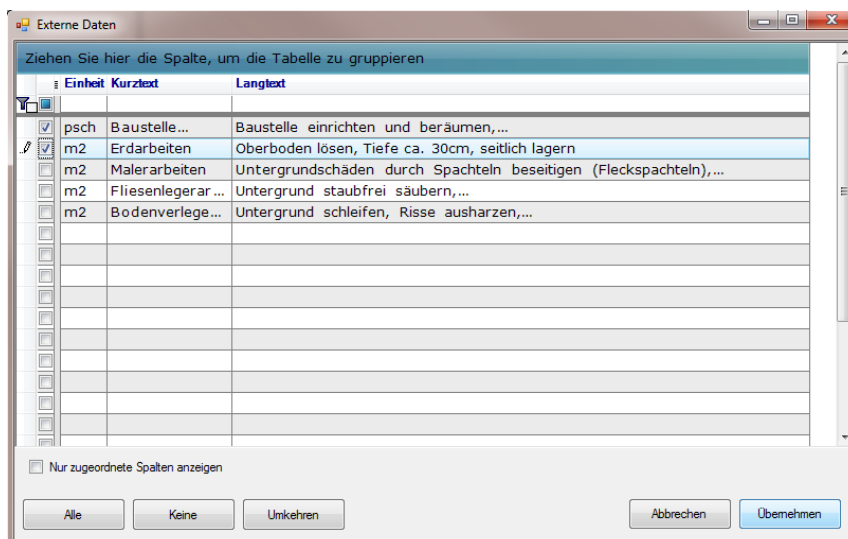 Externe Daten
Ziehen Sie hier die Spalte, um die Tabelle zu gruppieren
Einheit Kurztext Langtext
psch Baustelle... Baustelle einrichten und beräumen,...
m2 Erdarbeiten Oberboden lösen, Tiefe ca. 30cm, seitlich lagern
m2 Malerarbeiten Untergrundschäden durch Spachteln beseitigen (Fleckspachteln),...
m2 Fliesenlegerar... Untergrund staubfrei säubern,...
m2 Bodenverlege... Untergrund schleifen, Risse ausharzen,...
Nur zugeordnete Spalten anzeigen
Alle Keine Umkehren Abbrechen Übernehmen